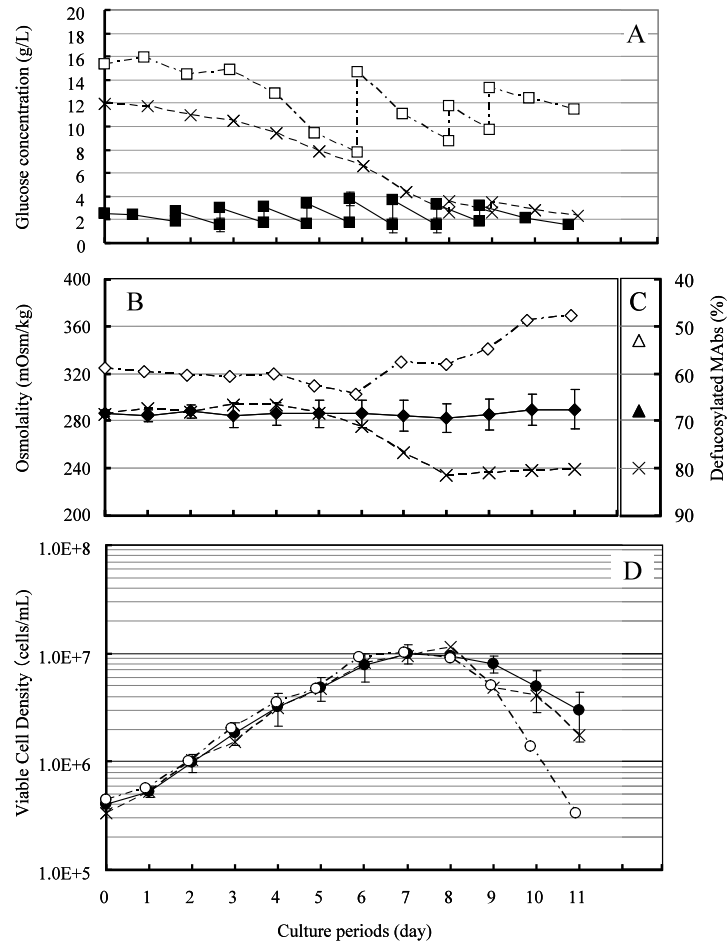 A
Glucose concentration (g/L)
20
18
16
14
12
10
8
6
4
2
0
B
C
Osmolality (mOsm/kg)
400
360
320
280
240
200
40
50
60
70
80
90
Defucosylated MAbs (%)
D
Viable Cell Density (cells/mL)
1.0E+8
1.0E+7
1.0E+6
1.0E+5
0 1 2 3 4 5 6 7 8 9 10 11
Culture periods (day)